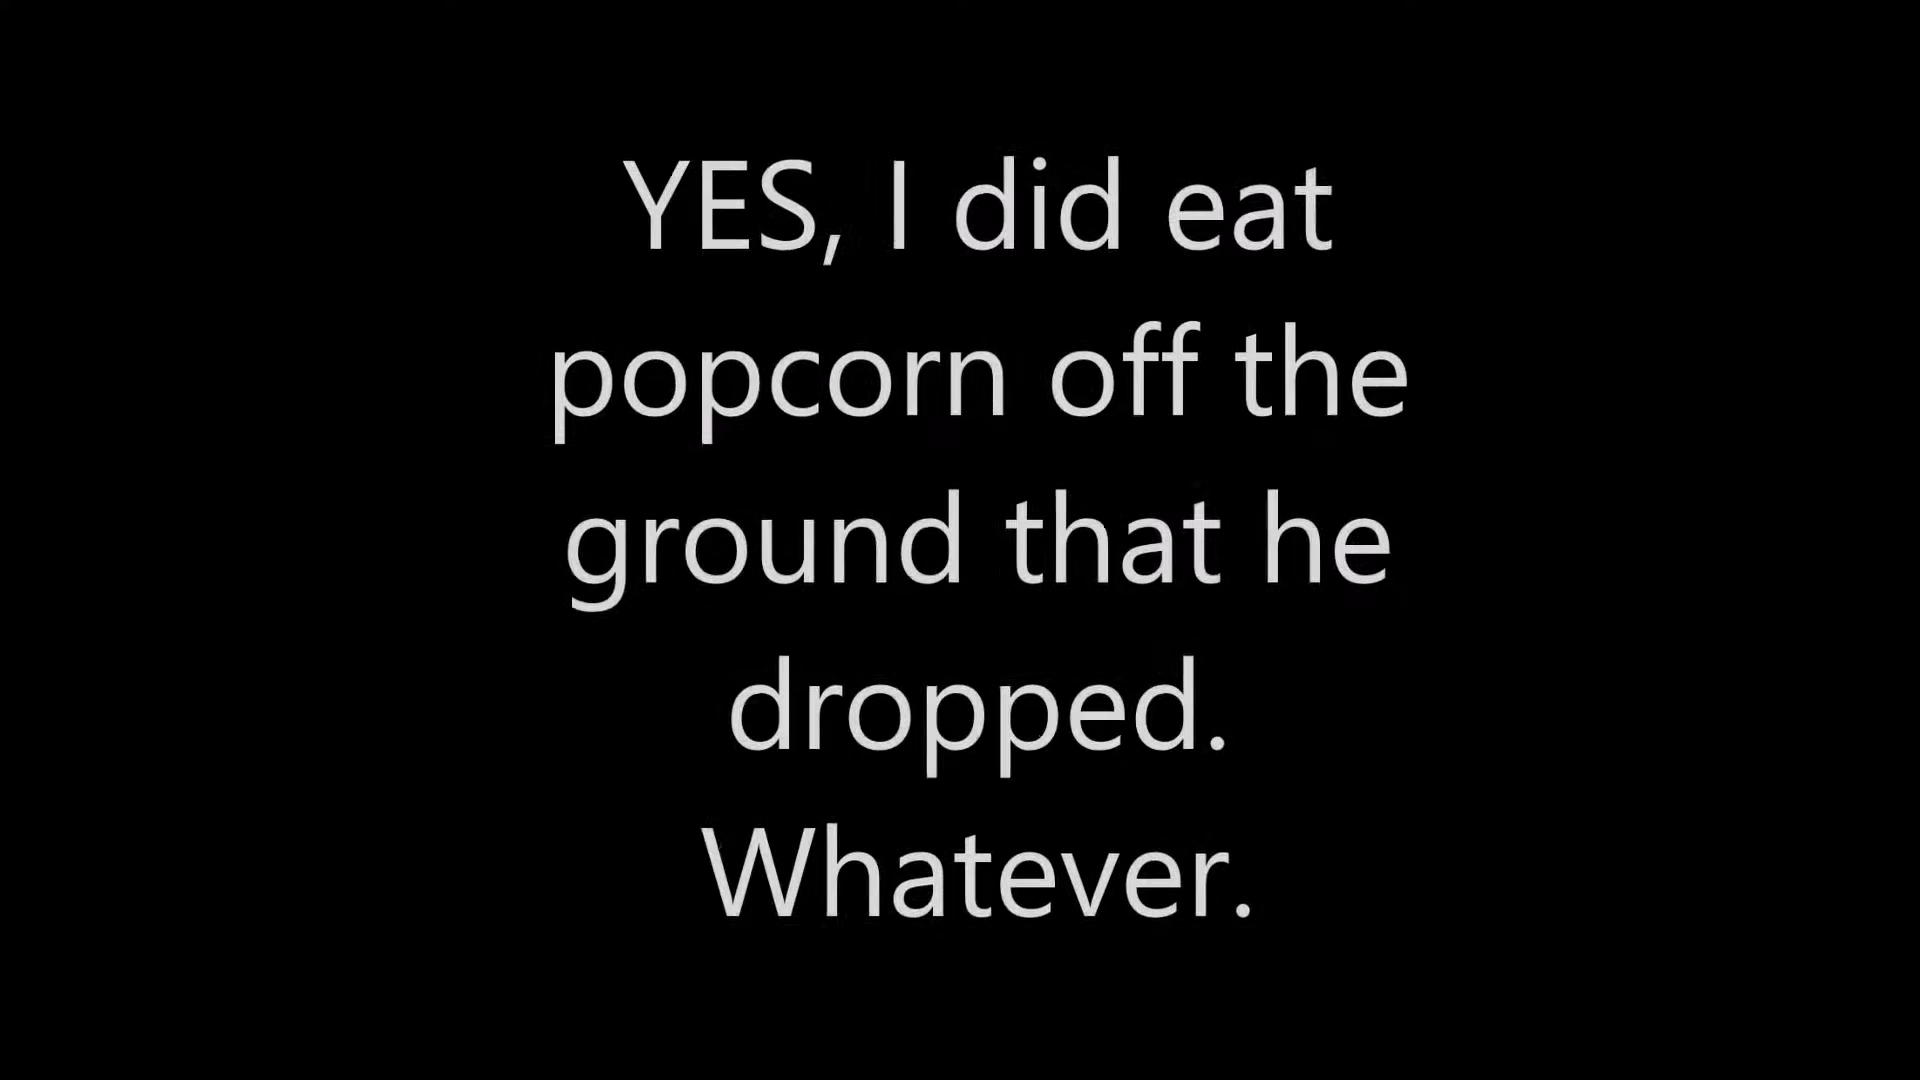 YES, I did eat
popcorn off the
ground that he
dropped.
Whatever.